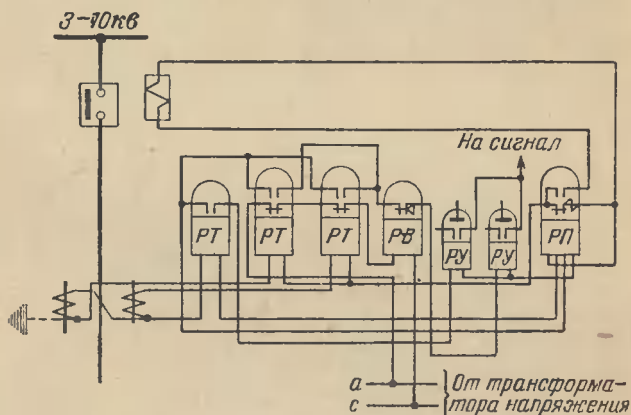 3-10кв
На сигнал
РТ
РТ
РТ
РВ
РУ
РУ
РП
а
с
От трансформа-
тора напряжения